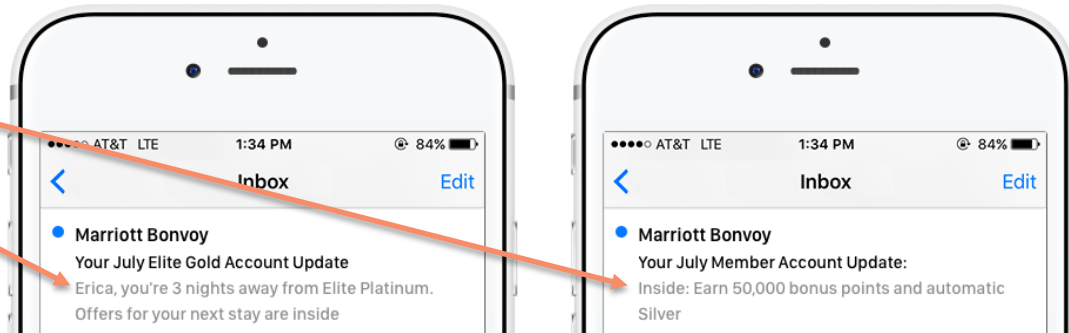 AT&T LTE 1:34 PM 84%
Inbox Edit
Marriott Bonvoy
Your July Elite Gold Account Update
Erica, you're 3 nights away from Elite Platinum.
Offers for your next stay are inside
AT&T LTE 1:34 PM 84%
Inbox Edit
Marriott Bonvoy
Your July Member Account Update:
Inside: Earn 50,000 bonus points and automatic
Silver